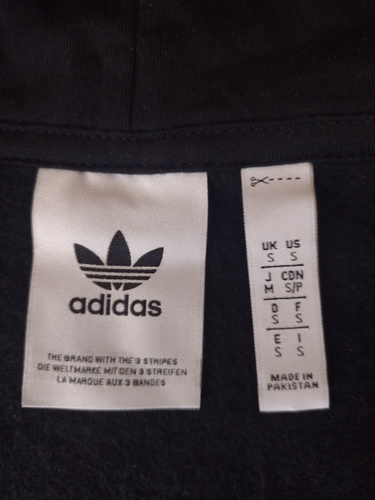 adidas
THE BRAND WITH THE 3 STRIPES
DIE WELTMARKE MIT DEN 3 STREIFEN
LA MARQUE AUX 3 BANDES
UK US
S S
J CDN
M S/P
D F
S S
E I
S S
MADE IN
PAKISTAN